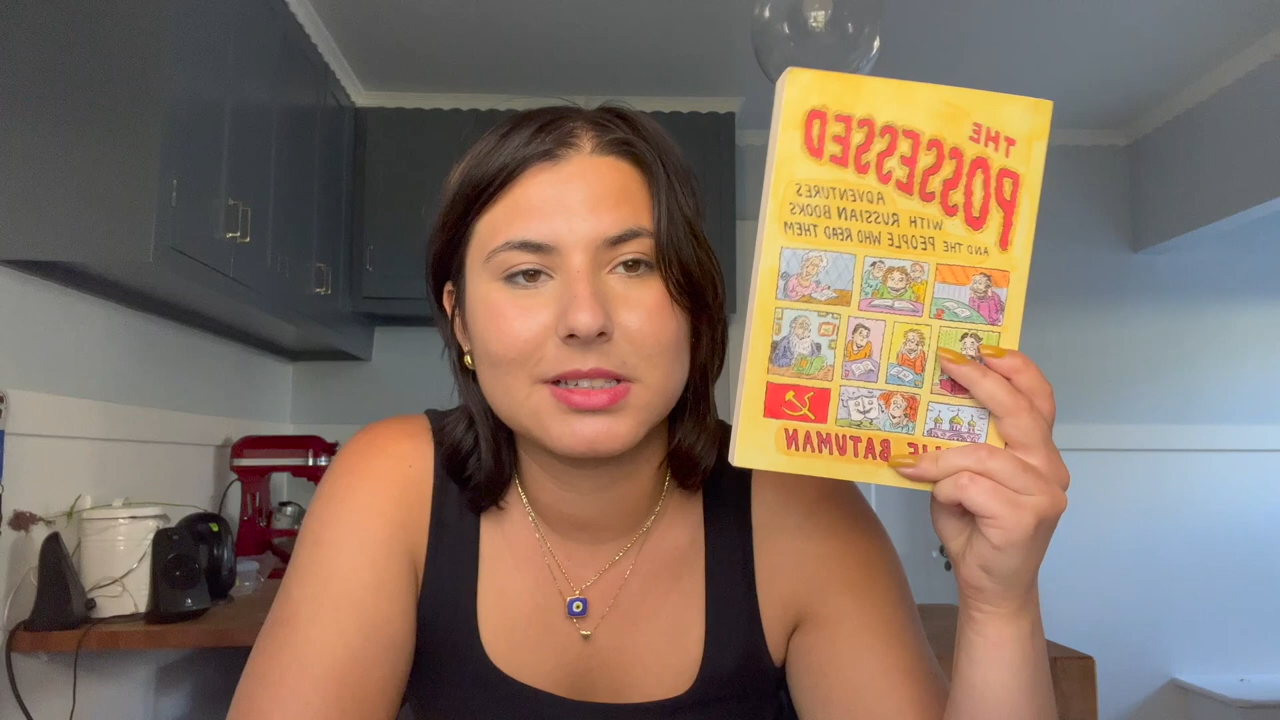 THE
POSSESSED
ADVENTURES
WITH RUSSIAN BOOKS
AND THE PEOPLE WHO READ THEM
BATUMAN